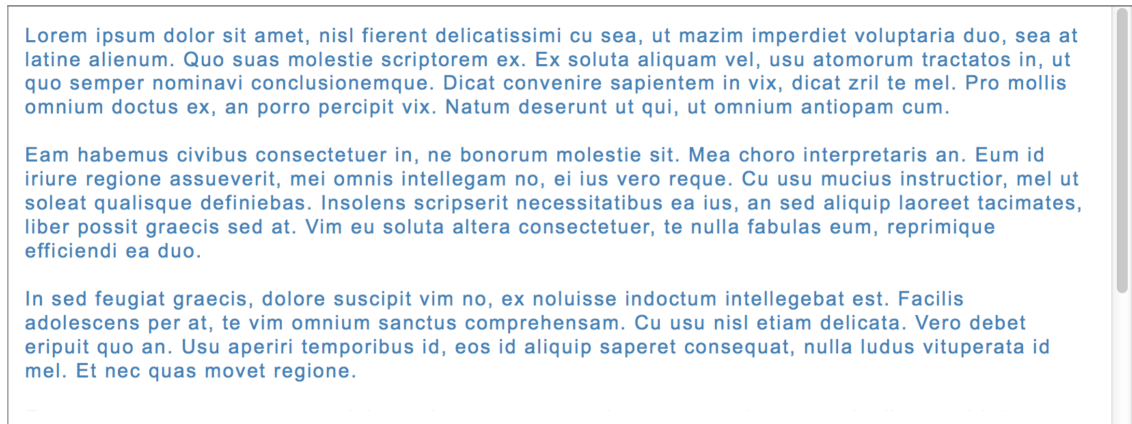 Lorem ipsum dolor sit amet, nisl fierent delicatissimi cu sea, ut mazim imperdiet voluptaria duo, sea at
latine alienum. Quo suas molestie scriptorem ex. Ex soluta aliquam vel, usu atomorum tractatos in, ut
quo semper nominavi conclusionemque. Dicat convenire sapientem in vix, dicat zril te mel. Pro mollis
omnium doctus ex, an porro percipit vix. Natum deserunt ut qui, ut omnium antiopam cum.
Eam habemus civibus consectetuer in, ne bonorum molestie sit. Mea choro interpretaris an. Eum id
iriure regione assueverit, mei omnis intellegam no, ei ius vero reque. Cu usu mucius instructior, mel ut
soleat qualisque definiebas. Insolens scripserit necessitatibus ea ius, an sed aliquip laoreet tacimates,
liber possit graecis sed at. Vim eu soluta altera consectetuer, te nulla fabulas eum, reprimique
efficiendi ea duo.
In sed feugiat graecis, dolore suscipit vim no, ex noluisse indoctum intellegebat est. Facilis
adolescens per at, te vim omnium sanctus comprehensam. Cu usu nisl etiam delicata. Vero debet
eripuit quo an. Usu aperiri temporibus id, eos id aliquip saperet consequat, nulla ludus vituperata id
mel. Et nec quas movet regione.